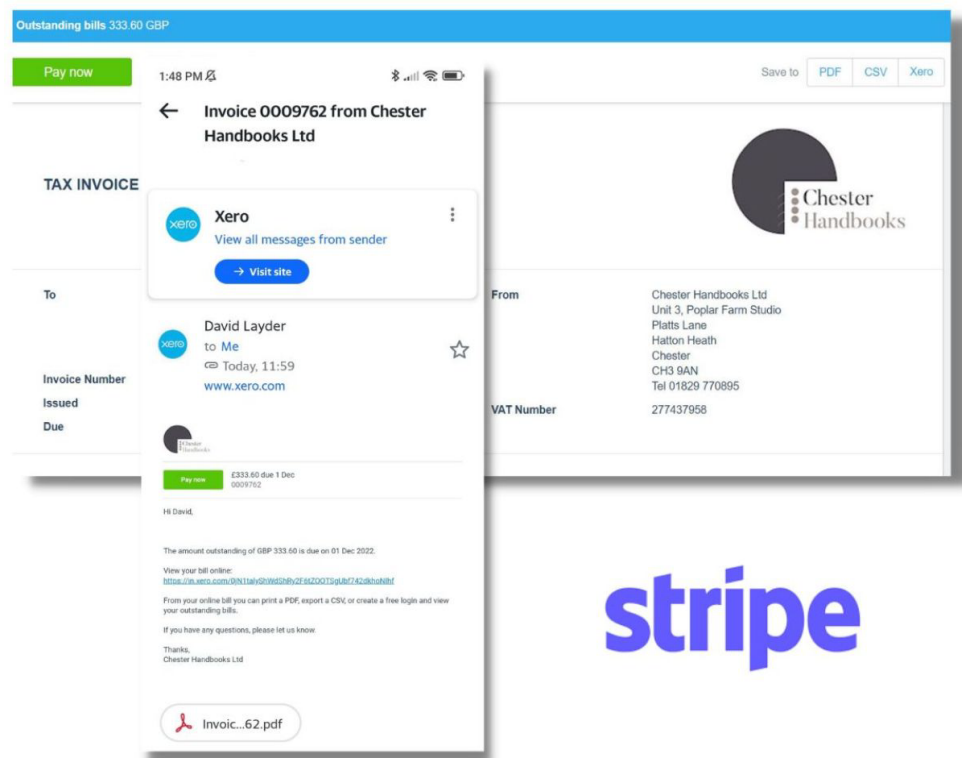 Outstanding bills 333.60 GBP
Pay now
Save to PDF CSV Xero
TAX INVOICE
Chester
Handbooks
To
Invoice Number
Issued
Due
From
Chester Handbooks Ltd
Unit 3, Poplar Farm Studio
Platts Lane
Hatton Heath
Chester
CH3 9AN
Tel 01829 770895
VAT Number
277437958
1:48 PM
Invoice 0009762 from Chester
Handbooks Ltd
xero
Xero
View all messages from sender
→ Visit site
xero
David Layder
to Me
Today, 11:59
www.xero.com
Chester
Handbooks
Pay now
£333.60 due 1 Dec
0009762
Hi David,
The amount outstanding of GBP 333.60 is due on 01 Dec 2022.
View your bill online:
From your online bill you can print a PDF, export a CSV, or create a free login and view
your outstanding bills.
If you have any questions, please let us know.
Thanks,
Chester Handbooks Ltd
Invoic...62.pdf
stripe